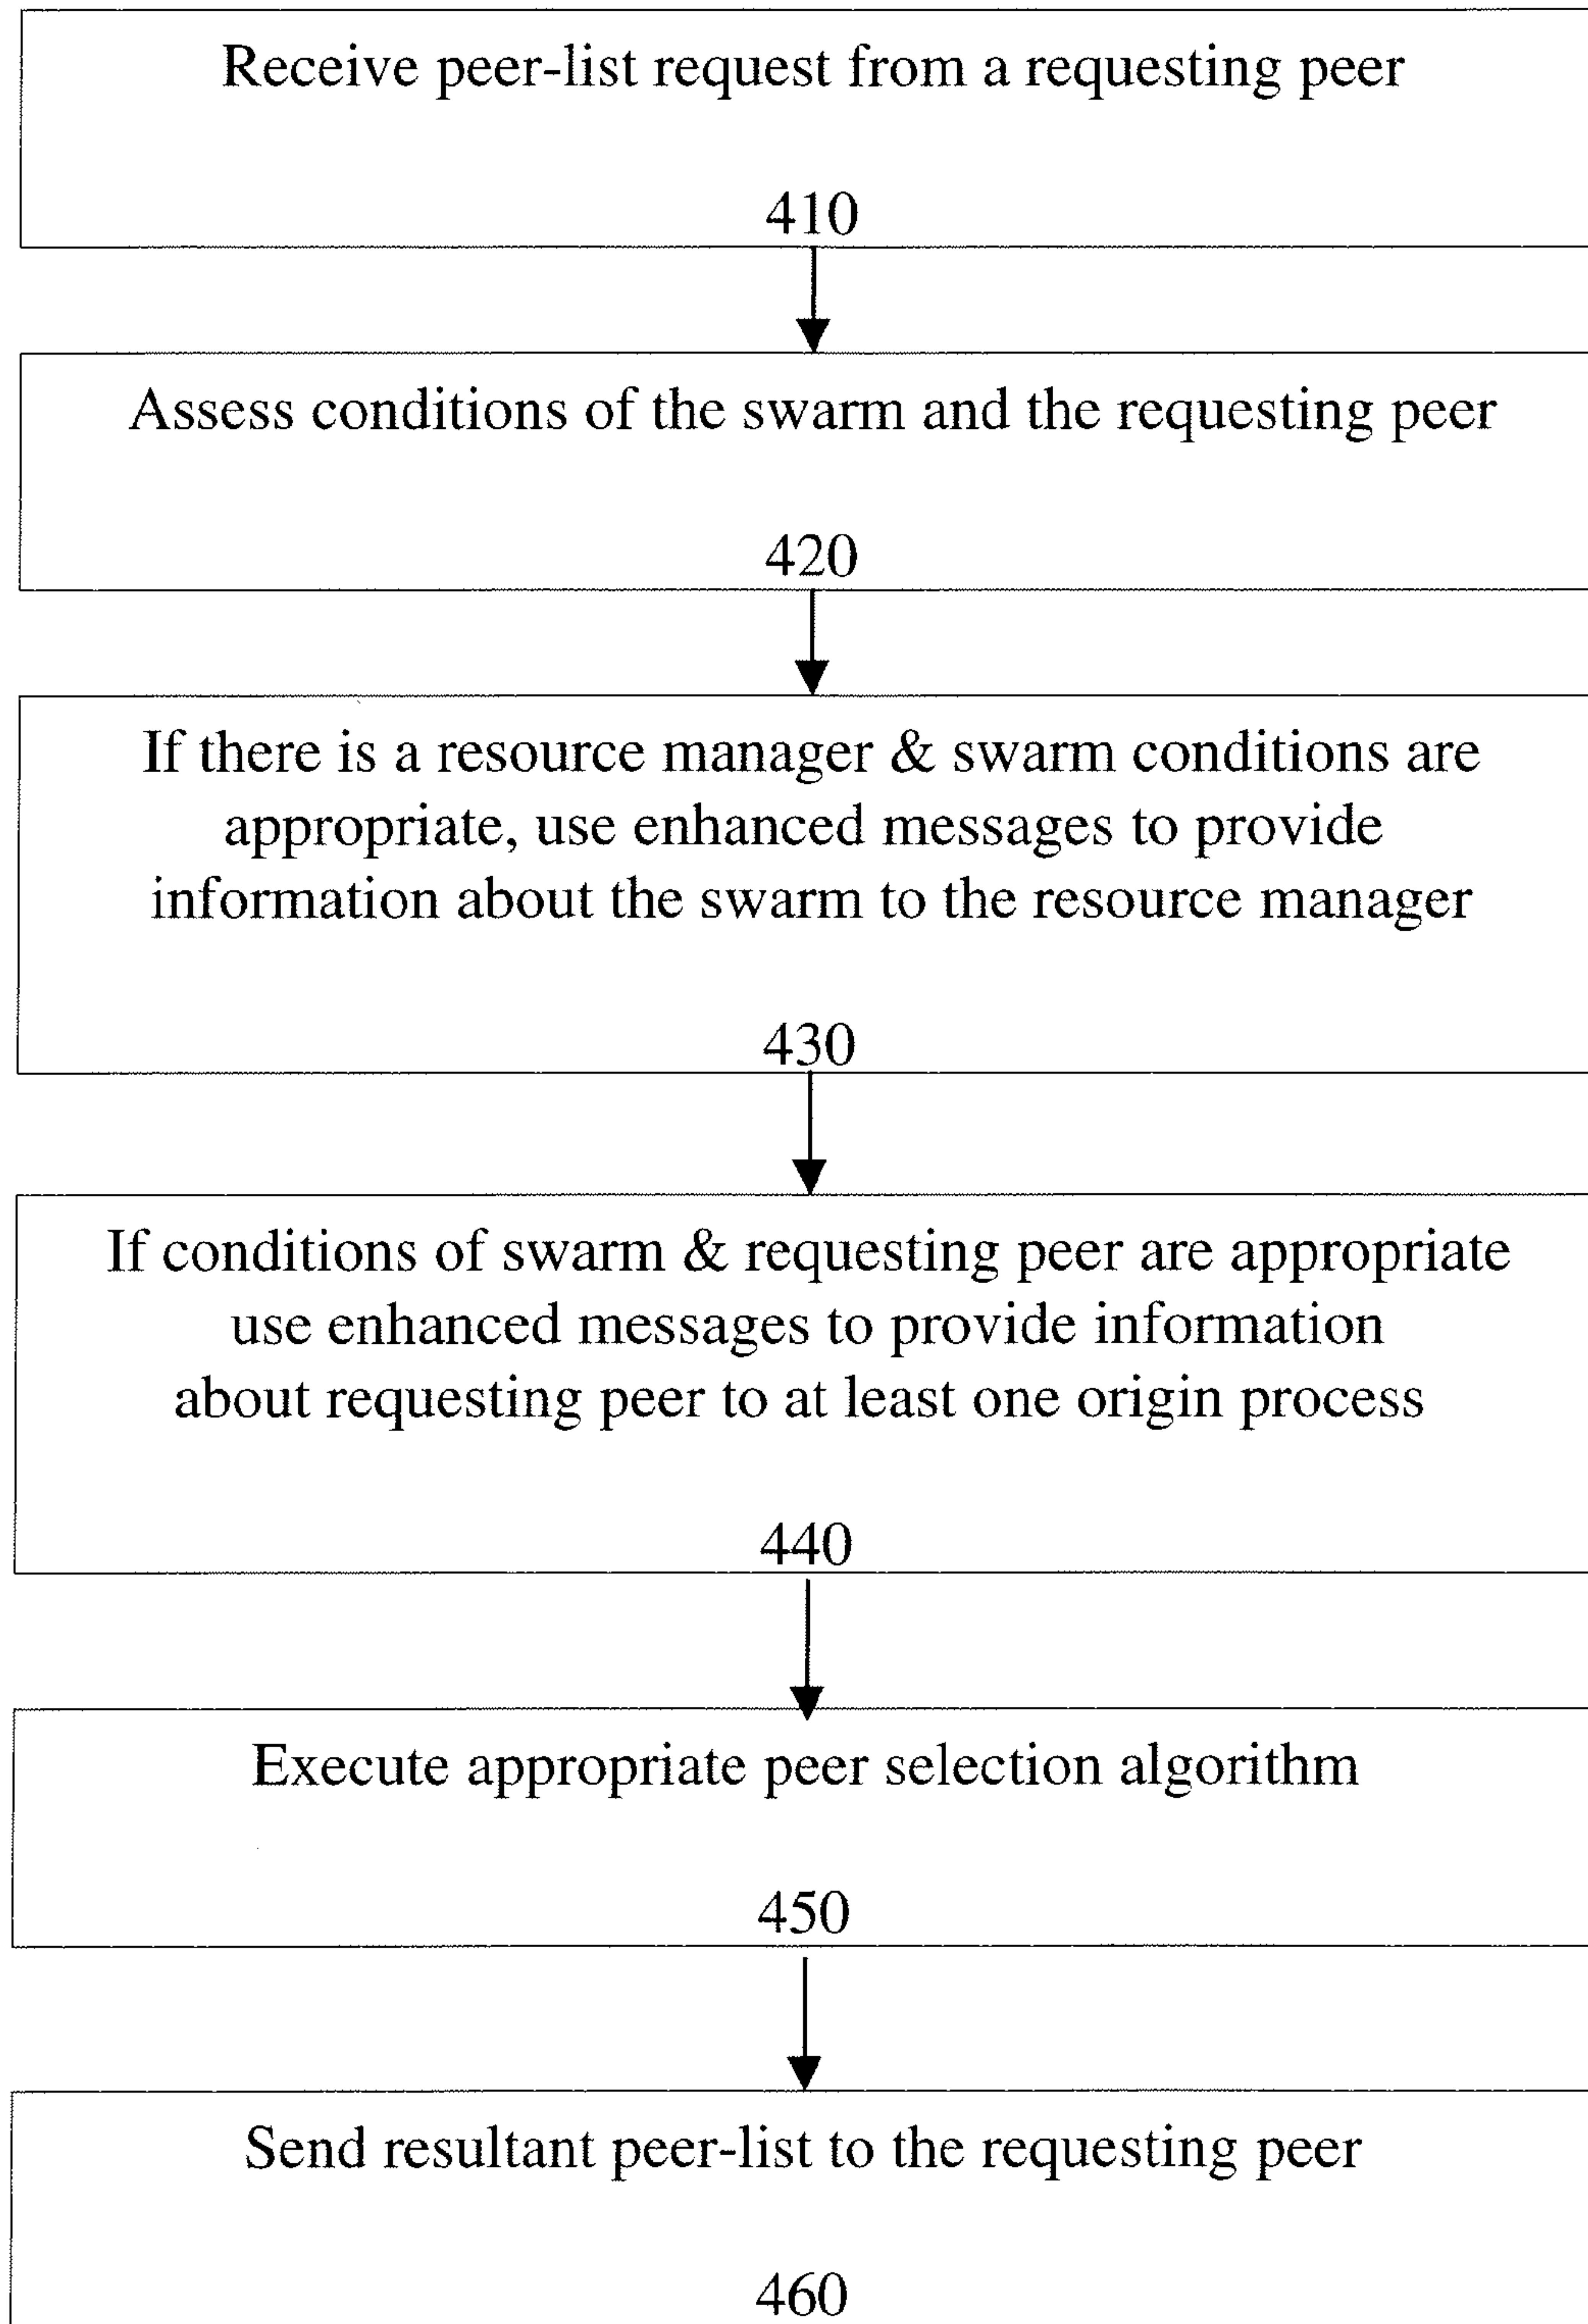 Receive peer-list request from a requesting peer
410
Assess conditions of the swarm and the requesting peer
420
If there is a resource manager & swarm conditions are
appropriate, use enhanced messages to provide
information about the swarm to the resource manager
430
If conditions of swarm & requesting peer are appropriate
use enhanced messages to provide information
about requesting peer to at least one origin process
440
Execute appropriate peer selection algorithm
450
Send resultant peer-list to the requesting peer
460